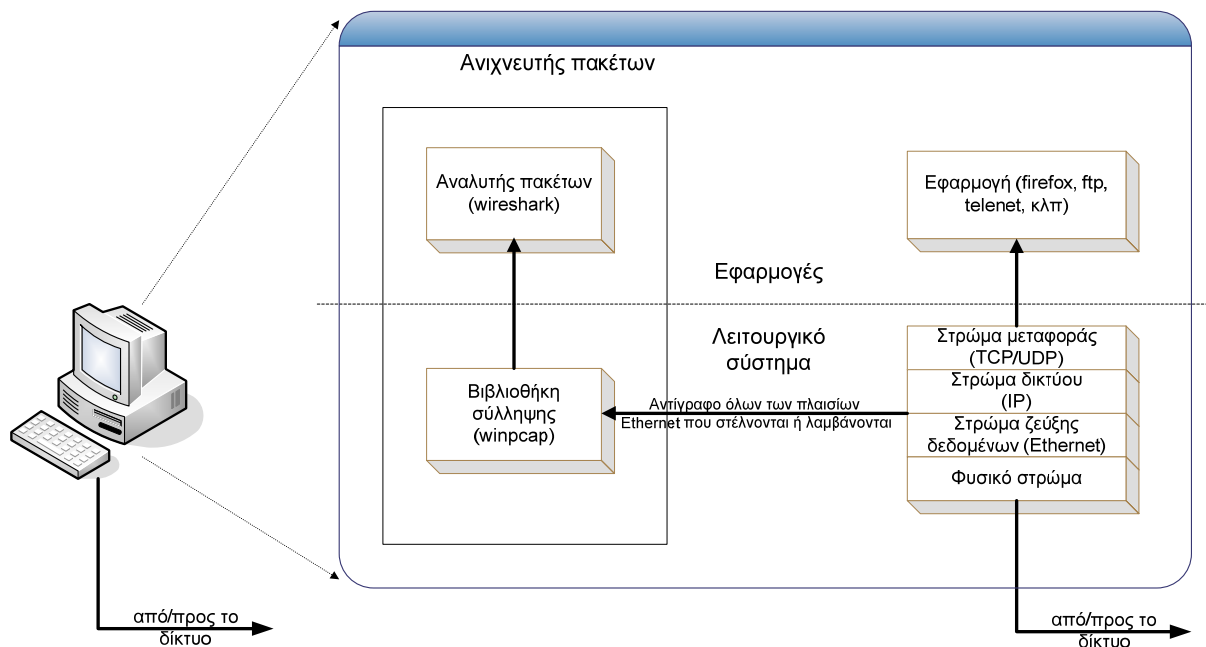 Ανιχνευτής πακέτων
Αναλυτής πακέτων
(wireshark)
Εφαρμογή (firefox, ftp,
telenet, κλπ)
Εφαρμογές
Λειτουργικό
σύστημα
Στρώμα μεταφοράς
(TCP/UDP)
Στρώμα δικτύου
(IP)
Στρώμα ζεύξης
δεδομένων (Ethernet)
Φυσικό στρώμα
Βιβλιοθήκη
σύλληψης
(winpcap)
Αντίγραφο όλων των πλαισίων
Ethernet που στέλνονται ή λαμβάνονται
από/προς το
δίκτυο
από/προς το
δίκτυο